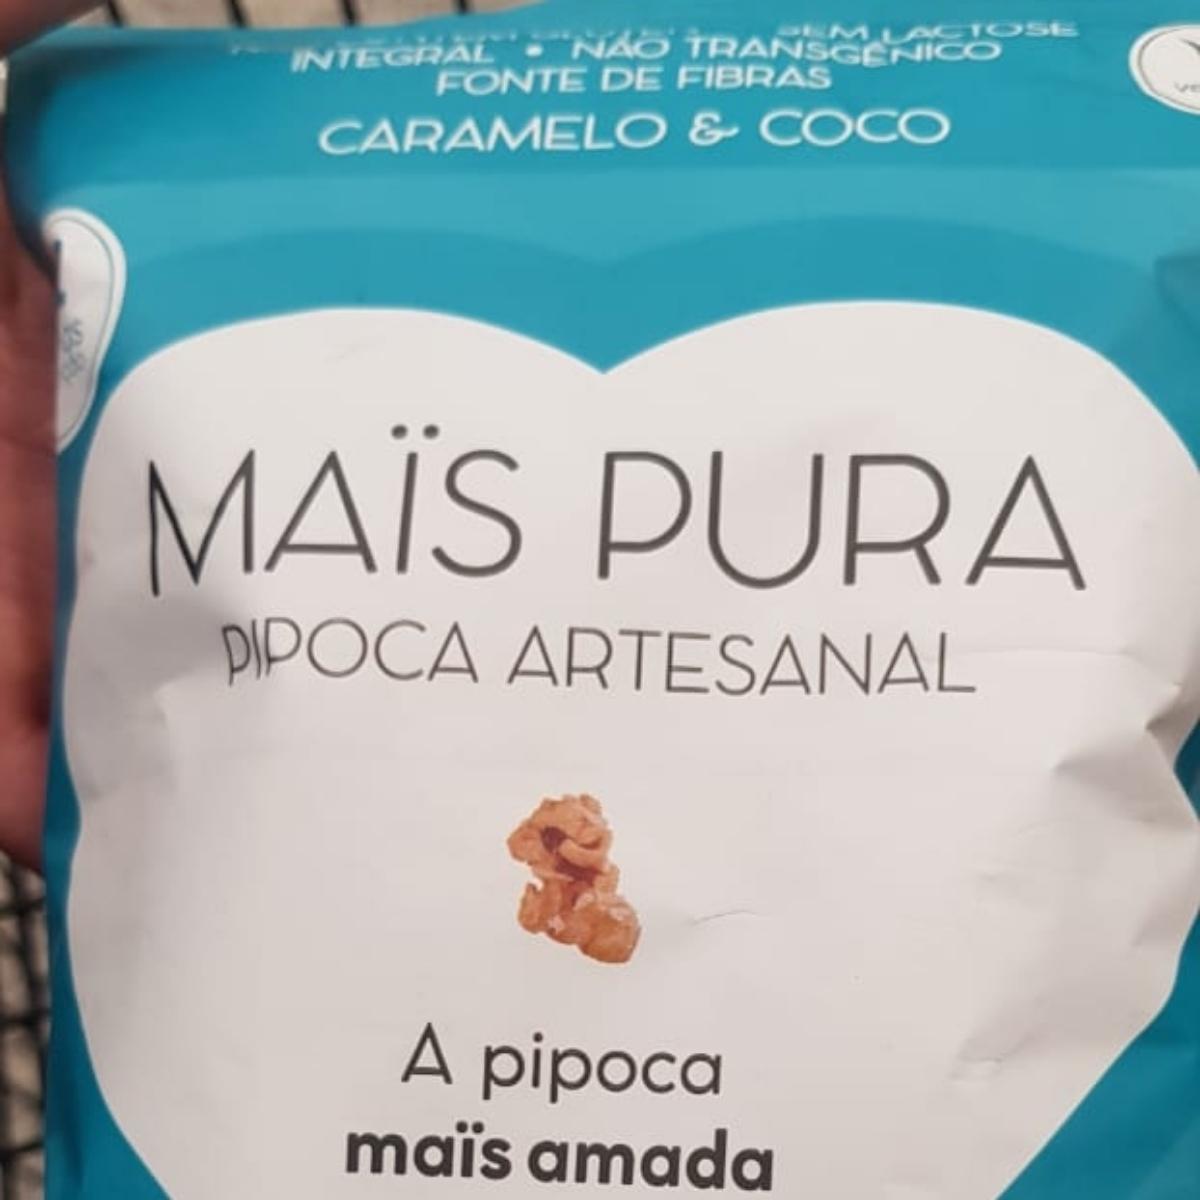 SEM LACTOSE
INTEGRAL • NÃO TRANSGÊNICO
FONTE DE FIBRAS
CARAMELO & COCO
MAÏS PURA
PIPOCA ARTESANAL
A pipoca
maïs amada